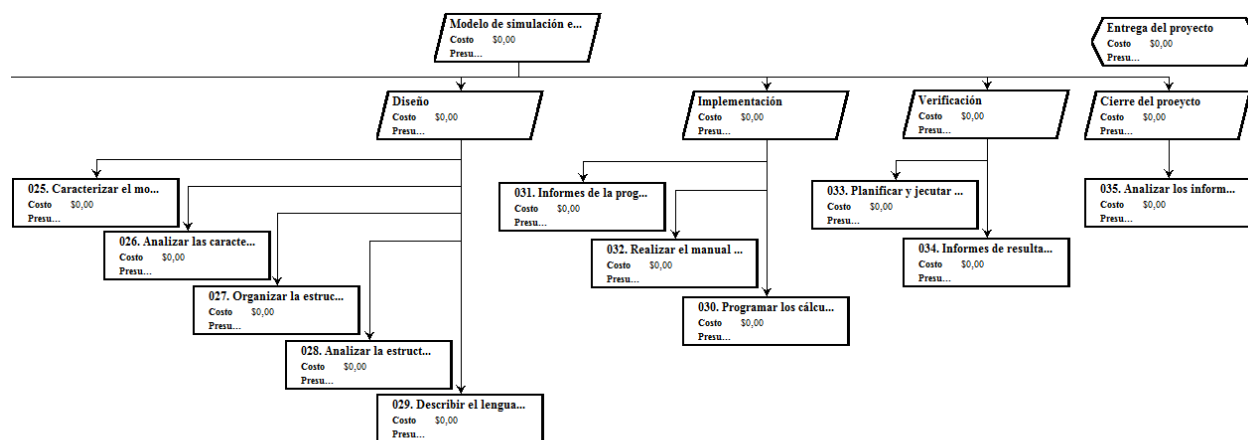 Modelo de simulación e...
Costo $0,00
Presu...
Entrega del proyecto
Costo $0,00
Presu...
Diseño
Costo $0,00
Presu...
Implementación
Costo $0,00
Presu...
Verificación
Costo $0,00
Presu...
Cierre del proeycto
Costo $0,00
Presu...
025. Caracterizar el mo...
Costo $0,00
Presu...
026. Analizar las caracte...
Costo $0,00
Presu...
027. Organizar la estruc...
Costo $0,00
Presu...
028. Analizar la estruct...
Costo $0,00
Presu...
029. Describir el lengua...
Costo $0,00
Presu...
031. Informes de la prog...
Costo $0,00
Presu...
032. Realizar el manual ...
Costo $0,00
Presu...
030. Programar los cálcu...
Costo $0,00
Presu...
033. Planificar y jecutar ...
Costo $0,00
Presu...
034. Informes de resulta...
Costo $0,00
Presu...
035. Analizar los inform...
Costo $0,00
Presu...